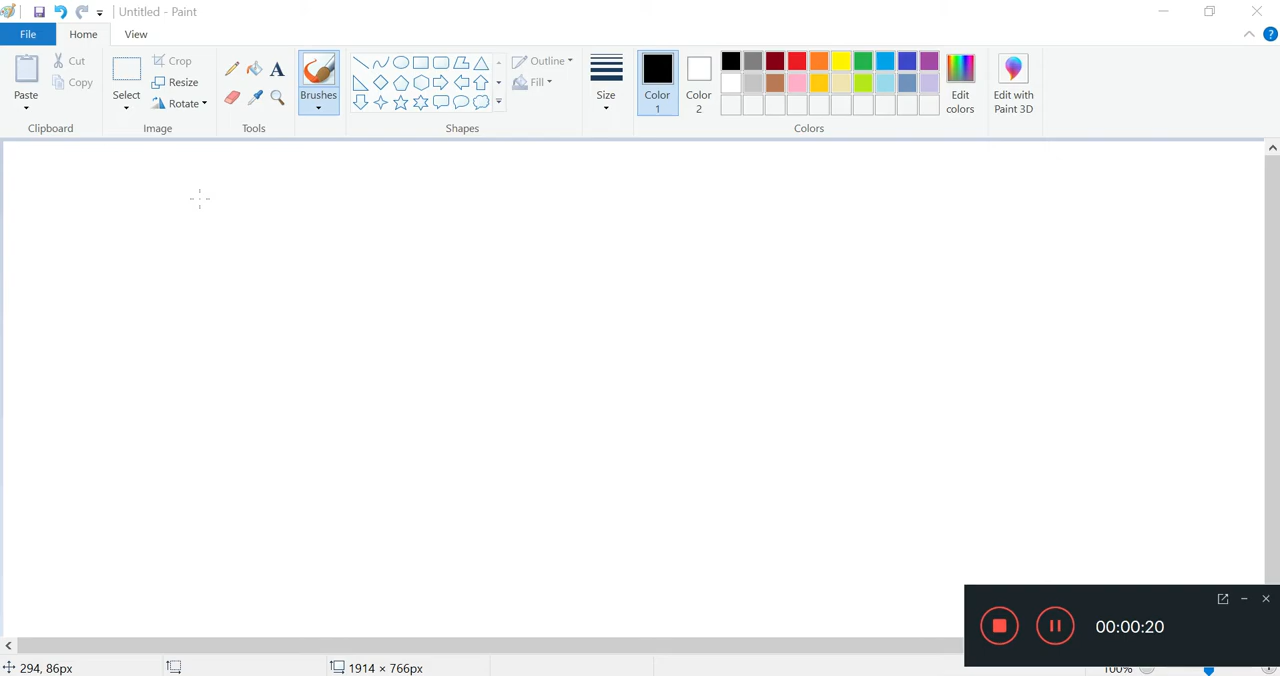 Untitled - Paint
File Home View
Paste
Cut
Copy
Clipboard
Select
Crop
Resize
Rotate
Image
A
Tools
Brushes
Shapes
Outline
Fill
Size
Color 1
Color 2
Colors
Edit colors
Edit with Paint 3D
00:00:20
294, 86px
1914 × 766px
100%